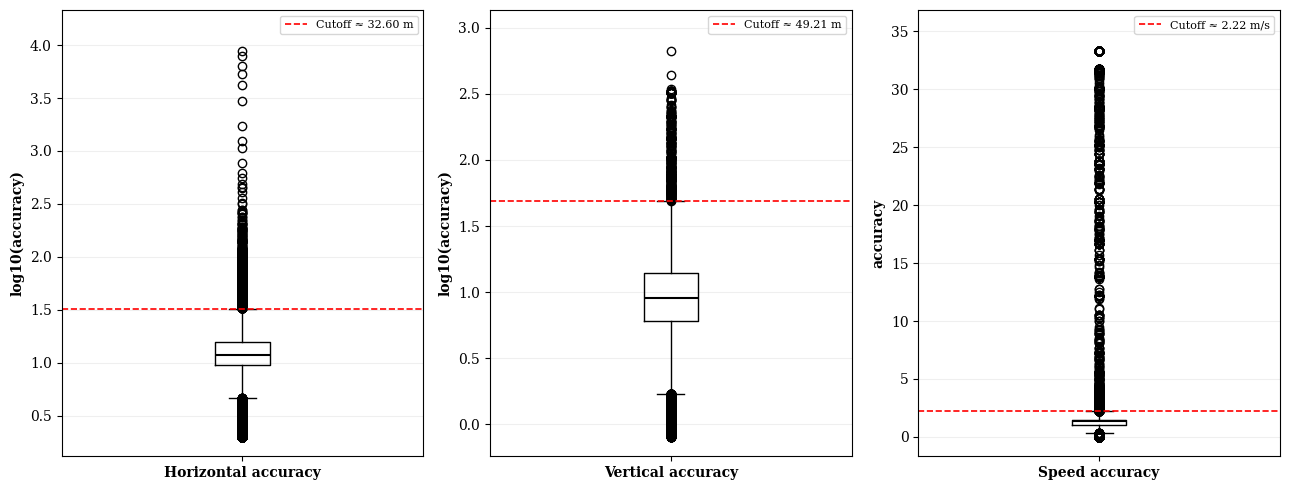 log10(accuracy)
4.0
3.5
3.0
2.5
2.0
1.5
1.0
0.5
Cutoff ≈ 32.60 m
Horizontal accuracy
log10(accuracy)
3.0
2.5
2.0
1.5
1.0
0.5
0.0
Cutoff ≈ 49.21 m
Vertical accuracy
accuracy
35
30
25
20
15
10
5
0
Cutoff ≈ 2.22 m/s
Speed accuracy